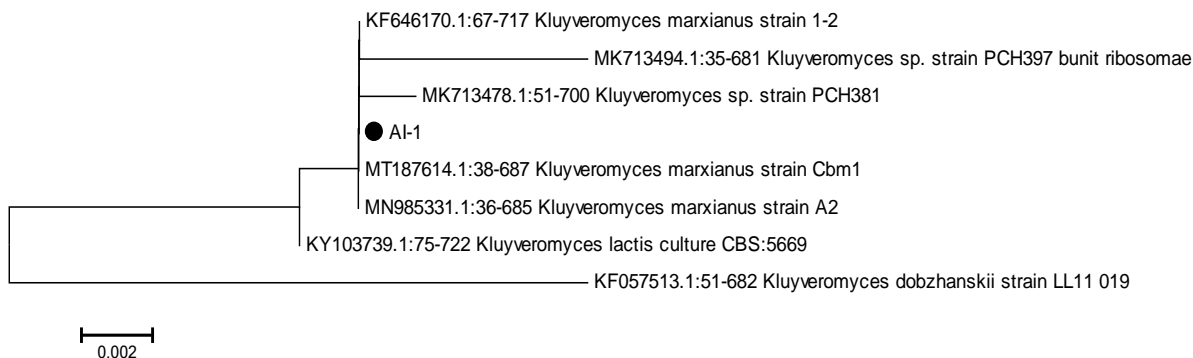 KF646170.1:67-717 Kluyveromyces marxianus strain 1-2
MK713494.1:35-681 Kluyveromyces sp. strain PCH397 bunit ribosomae
MK713478.1:51-700 Kluyveromyces sp. strain PCH381
AI-1
MT187614.1:38-687 Kluyveromyces marxianus strain Cbm1
MN985331.1:36-685 Kluyveromyces marxianus strain A2
KY103739.1:75-722 Kluyveromyces lactis culture CBS:5669
KF057513.1:51-682 Kluyveromyces dobzhanskii strain LL11 019
0.002